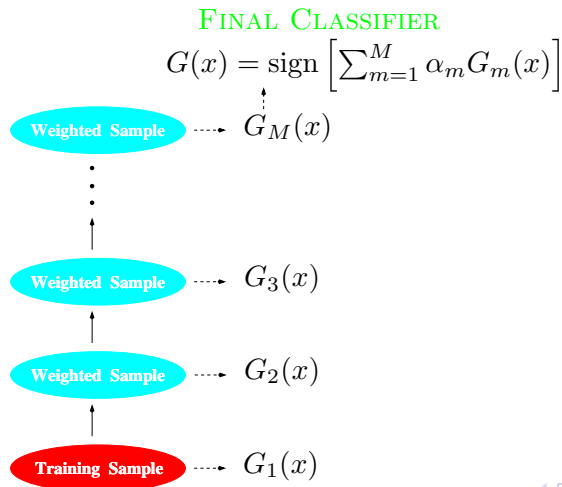 FINAL CLASSIFIER
G(x) = sign [∑_{m=1}^{M} α_m G_m(x)]
Weighted Sample G_M(x)
Weighted Sample G_3(x)
Weighted Sample G_2(x)
Training Sample G_1(x)